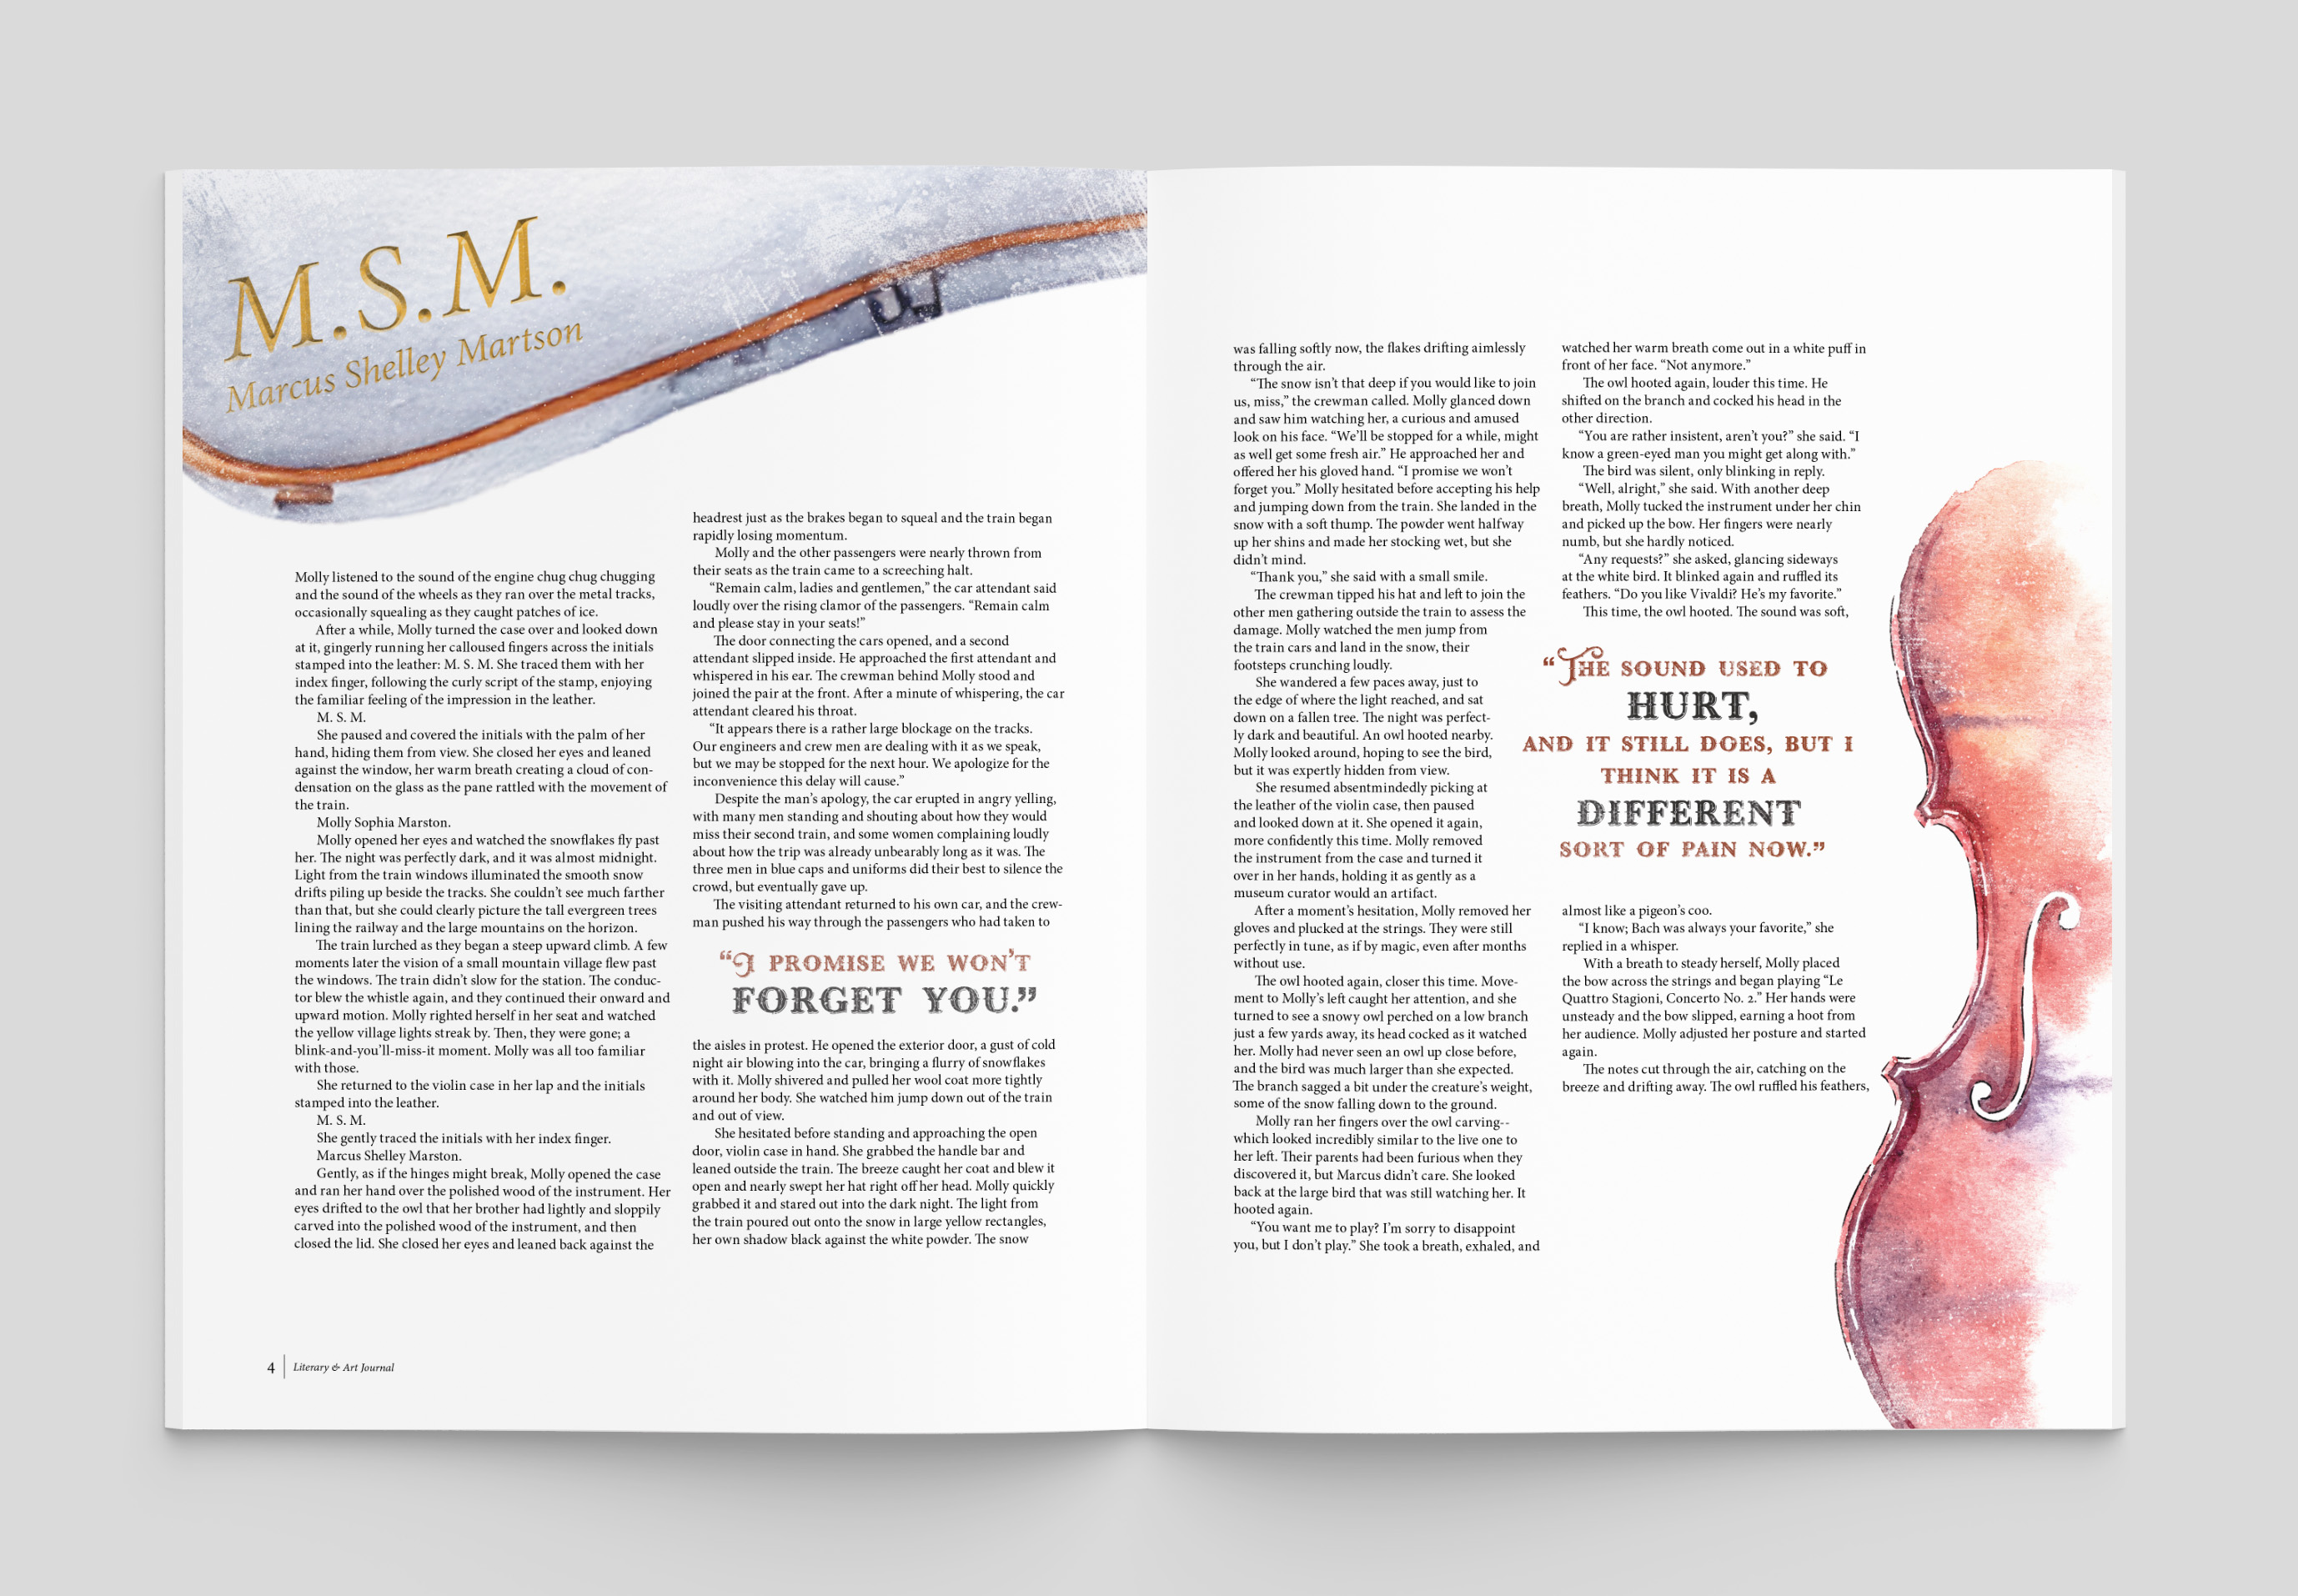 M.S.M.
Marcus Shelley Martson
Molly listened to the sound of the engine chug chug chugging
and the sound of the wheels as they ran over the metal tracks,
occasionally squealing as they caught patches of ice.
After a while, Molly turned the case over and looked down
at it, gingerly running her calloused fingers across the initials
stamped into the leather: M. S. M. She traced them with her
index finger, following the curly script of the stamp, enjoying
the familiar feeling of the impression in the leather.
M. S. M.
She paused and covered the initials with the palm of her
hand, hiding them from view. She closed her eyes and leaned
against the window, her warm breath creating a cloud of con-
densation on the glass as the pane rattled with the movement of
the train.
Molly Sophia Marston.
Molly opened her eyes and watched the snowflakes fly past
her. The night was perfectly dark, and it was almost midnight.
Light from the train windows illuminated the smooth snow
drifts piling up beside the tracks. She couldn't see much farther
than that, but she could clearly picture the tall evergreen trees
lining the railway and the large mountains on the horizon.
The train lurched as they began a steep upward climb. A few
moments later the vision of a small mountain village flew past
the windows. The train didn't slow for the station. The conduc-
tor blew the whistle again, and they continued their onward and
upward motion. Molly righted herself in her seat and watched
the yellow village lights streak by. Then, they were gone; a
blink-and-you'll-miss-it moment. Molly was all too familiar
with those.
She returned to the violin case in her lap and the initials
stamped into the leather.
M. S. M.
She gently traced the initials with her index finger.
Marcus Shelley Marston.
Gently, as if the hinges might break, Molly opened the case
and ran her hand over the polished wood of the instrument. Her
eyes drifted to the owl that her brother had lightly and sloppily
carved into the polished wood of the instrument, and then
closed the lid. She closed her eyes and leaned back against the
headrest just as the brakes began to squeal and the train began
rapidly losing momentum.
Molly and the other passengers were nearly thrown from
their seats as the train came to a screeching halt.
“Remain calm, ladies and gentlemen,” the car attendant said
loudly over the rising clamor of the passengers. “Remain calm
and please stay in your seats!”
The door connecting the cars opened, and a second
attendant slipped inside. He approached the first attendant and
whispered in his ear. The crewman behind Molly stood and
joined the pair at the front. After a minute of whispering, the car
attendant cleared his throat.
“It appears there is a rather large blockage on the tracks.
Our engineers and crew men are dealing with it as we speak,
but we may be stopped for the next hour. We apologize for the
inconvenience this delay will cause.”
Despite the man's apology, the car erupted in angry yelling,
with many men standing and shouting about how they would
miss their second train, and some women complaining loudly
about how the trip was already unbearably long as it was. The
three men in blue caps and uniforms did their best to silence the
crowd, but eventually gave up.
The visiting attendant returned to his own car, and the crew-
man pushed his way through the passengers who had taken to
“I PROMISE WE WON'T
FORGET YOU.”
the aisles in protest. He opened the exterior door, a gust of cold
night air blowing into the car, bringing a flurry of snowflakes
with it. Molly shivered and pulled her wool coat more tightly
around her body. She watched him jump down out of the train
and out of view.
She hesitated before standing and approaching the open
door, violin case in hand. She grabbed the handle bar and
leaned outside the train. The breeze caught her coat and blew it
open and nearly swept her hat right off her head. Molly quickly
grabbed it and stared out into the dark night. The light from
the train poured out onto the snow in large yellow rectangles,
her own shadow black against the white powder. The snow
4
Literary & Art Journal
was falling softly now, the flakes drifting aimlessly
through the air.
“The snow isn't that deep if you would like to join
us, miss,” the crewman called. Molly glanced down
and saw him watching her, a curious and amused
look on his face. “We'll be stopped for a while, might
as well get some fresh air.” He approached her and
offered her his gloved hand. “I promise we won't
forget you.” Molly hesitated before accepting his help
and jumping down from the train. She landed in the
snow with a soft thump. The powder went halfway
up her shins and made her stocking wet, but she
didn't mind.
“Thank you,” she said with a small smile.
The crewman tipped his hat and left to join the
other men gathering outside the train to assess the
damage. Molly watched the men jump from
the train cars and land in the snow, their
footsteps crunching loudly.
She wandered a few paces away, just to
the edge of where the light reached, and sat
down on a fallen tree. The night was perfect-
ly dark and beautiful. An owl hooted nearby.
Molly looked around, hoping to see the bird,
but it was expertly hidden from view.
She resumed absentmindedly picking at
the leather of the violin case, then paused
and looked down at it. She opened it again,
more confidently this time. Molly removed
the instrument from the case and turned it
over in her hands, holding it as gently as a
museum curator would an artifact.
After a moment's hesitation, Molly removed her
gloves and plucked at the strings. They were still
perfectly in tune, as if by magic, even after months
without use.
The owl hooted again, closer this time. Move-
ment to Molly's left caught her attention, and she
turned to see a snowy owl perched on a low branch
just a few yards away, its head cocked as it watched
her. Molly had never seen an owl up close before,
and the bird was much larger than she expected.
The branch sagged a bit under the creature's weight,
some of the snow falling down to the ground.
Molly ran her fingers over the owl carving--
which looked incredibly similar to the live one to
her left. Their parents had been furious when they
discovered it, but Marcus didn't care. She looked
back at the large bird that was still watching her. It
hooted again.
“You want me to play? I'm sorry to disappoint
you, but I don't play.” She took a breath, exhaled, and
watched her warm breath come out in a white puff in
front of her face. “Not anymore.”
The owl hooted again, louder this time. He
shifted on the branch and cocked his head in the
other direction.
“You are rather insistent, aren't you?” she said. “I
know a green-eyed man you might get along with.”
The bird was silent, only blinking in reply.
“Well, alright,” she said. With another deep
breath, Molly tucked the instrument under her chin
and picked up the bow. Her fingers were nearly
numb, but she hardly noticed.
“Any requests?” she asked, glancing sideways
at the white bird. It blinked again and ruffled its
feathers. “Do you like Vivaldi? He's my favorite.”
This time, the owl hooted. The sound was soft,
“THE SOUND USED TO
HURT,
AND IT STILL DOES, BUT I
THINK IT IS A
DIFFERENT
SORT OF PAIN NOW.”
almost like a pigeon's coo.
“I know; Bach was always your favorite,” she
replied in a whisper.
With a breath to steady herself, Molly placed
the bow across the strings and began playing “Le
Quattro Stagioni, Concerto No. 2.” Her hands were
unsteady and the bow slipped, earning a hoot from
her audience. Molly adjusted her posture and started
again.
The notes cut through the air, catching on the
breeze and drifting away. The owl ruffled his feathers,